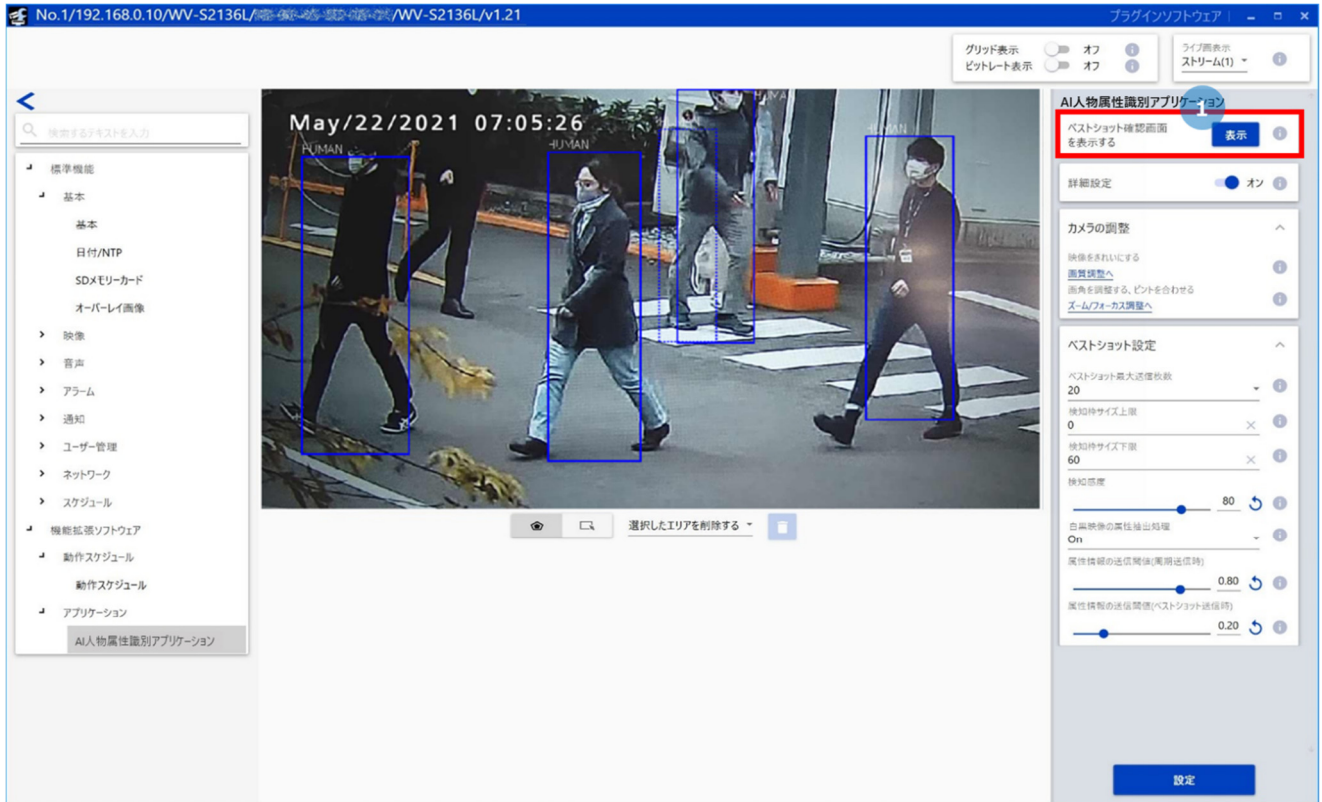 No.1/192.168.0.10/WV-S2136L/
/WV-S2136L/v1.21
プラグインソフトウェア
グリッド表示 オフ
ビットレート表示 オフ
ライブ画表示
ストリーム(1)
検索するテキストを入力
標準機能
基本
基本
日付/NTP
SDメモリーカード
オーバーレイ画像
映像
音声
アラーム
通知
ユーザー管理
ネットワーク
スケジュール
機能拡張ソフトウェア
動作スケジュール
動作スケジュール
アプリケーション
AI人物属性識別アプリケーション
May/22/2021 07:05:26
HUMAN
HUMAN
HUMAN
HUMAN
選択したエリアを削除する
AI人物属性識別アプリケーション
1
ベストショット確認画面
を表示する
表示
詳細設定 オン
カメラの調整
映像をきれいにする
画質調整へ
画角を調整する、ピントを合わせる
ズーム/フォーカス調整へ
ベストショット設定
ベストショット最大送信枚数
20
検知枠サイズ上限
0
検知枠サイズ下限
60
検知感度
80
白黒映像の属性抽出処理
On
属性情報の送信閾値(周期送信時)
0.80
属性情報の送信閾値(ベストショット送信時)
0.20
設定